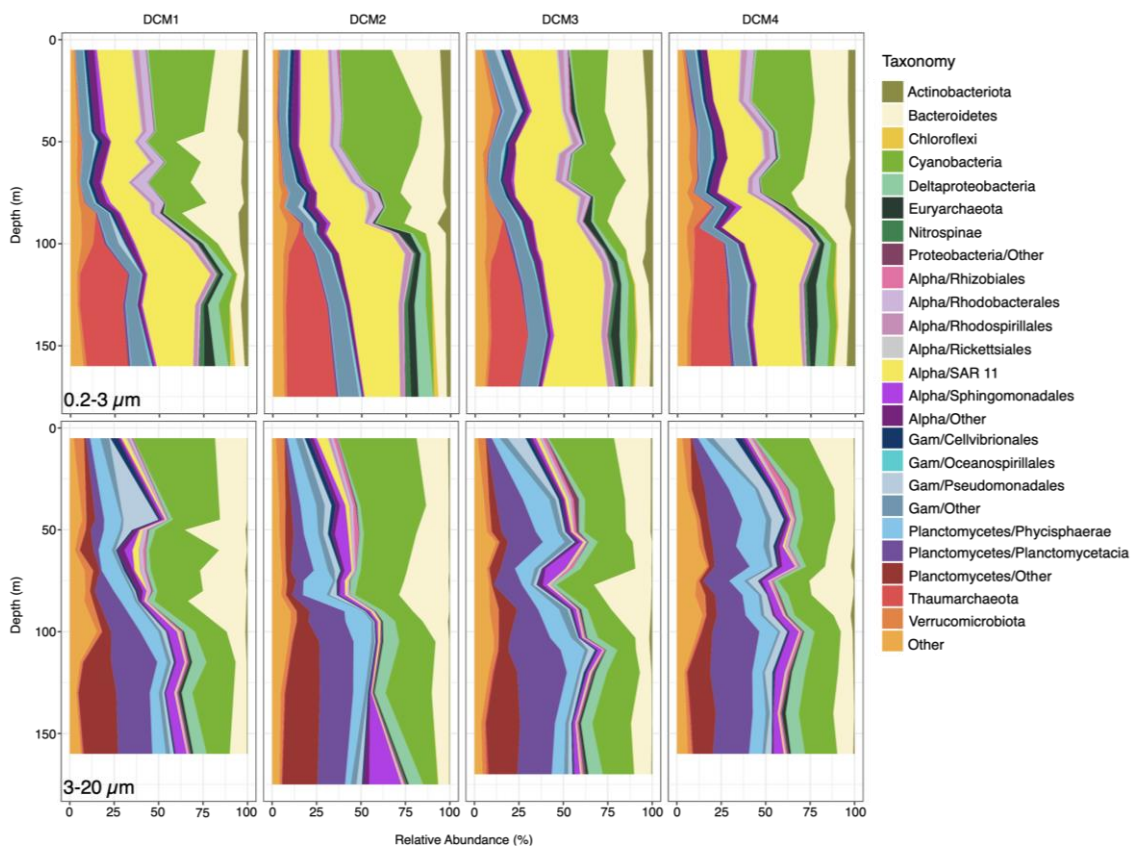 DCM1 DCM2 DCM3 DCM4
0
50
100
150
Depth (m)
0.2-3 µm
0
50
100
150
Depth (m)
3-20 µm
0 25 50 75 100 0 25 50 75 100 0 25 50 75 100 0 25 50 75 100
Relative Abundance (%)
Taxonomy
Actinobacteriota
Bacteroidetes
Chloroflexi
Cyanobacteria
Deltaproteobacteria
Euryarchaeota
Nitrospinae
Proteobacteria/Other
Alpha/Rhizobiales
Alpha/Rhodobacterales
Alpha/Rhodospirillales
Alpha/Rickettsiales
Alpha/SAR 11
Alpha/Sphingomonadales
Alpha/Other
Gam/Cellvibrionales
Gam/Oceanospirillales
Gam/Pseudomonadales
Gam/Other
Planctomycetes/Phycisphaerae
Planctomycetes/Planctomycetacia
Planctomycetes/Other
Thaumarchaeota
Verrucomicrobiota
Other